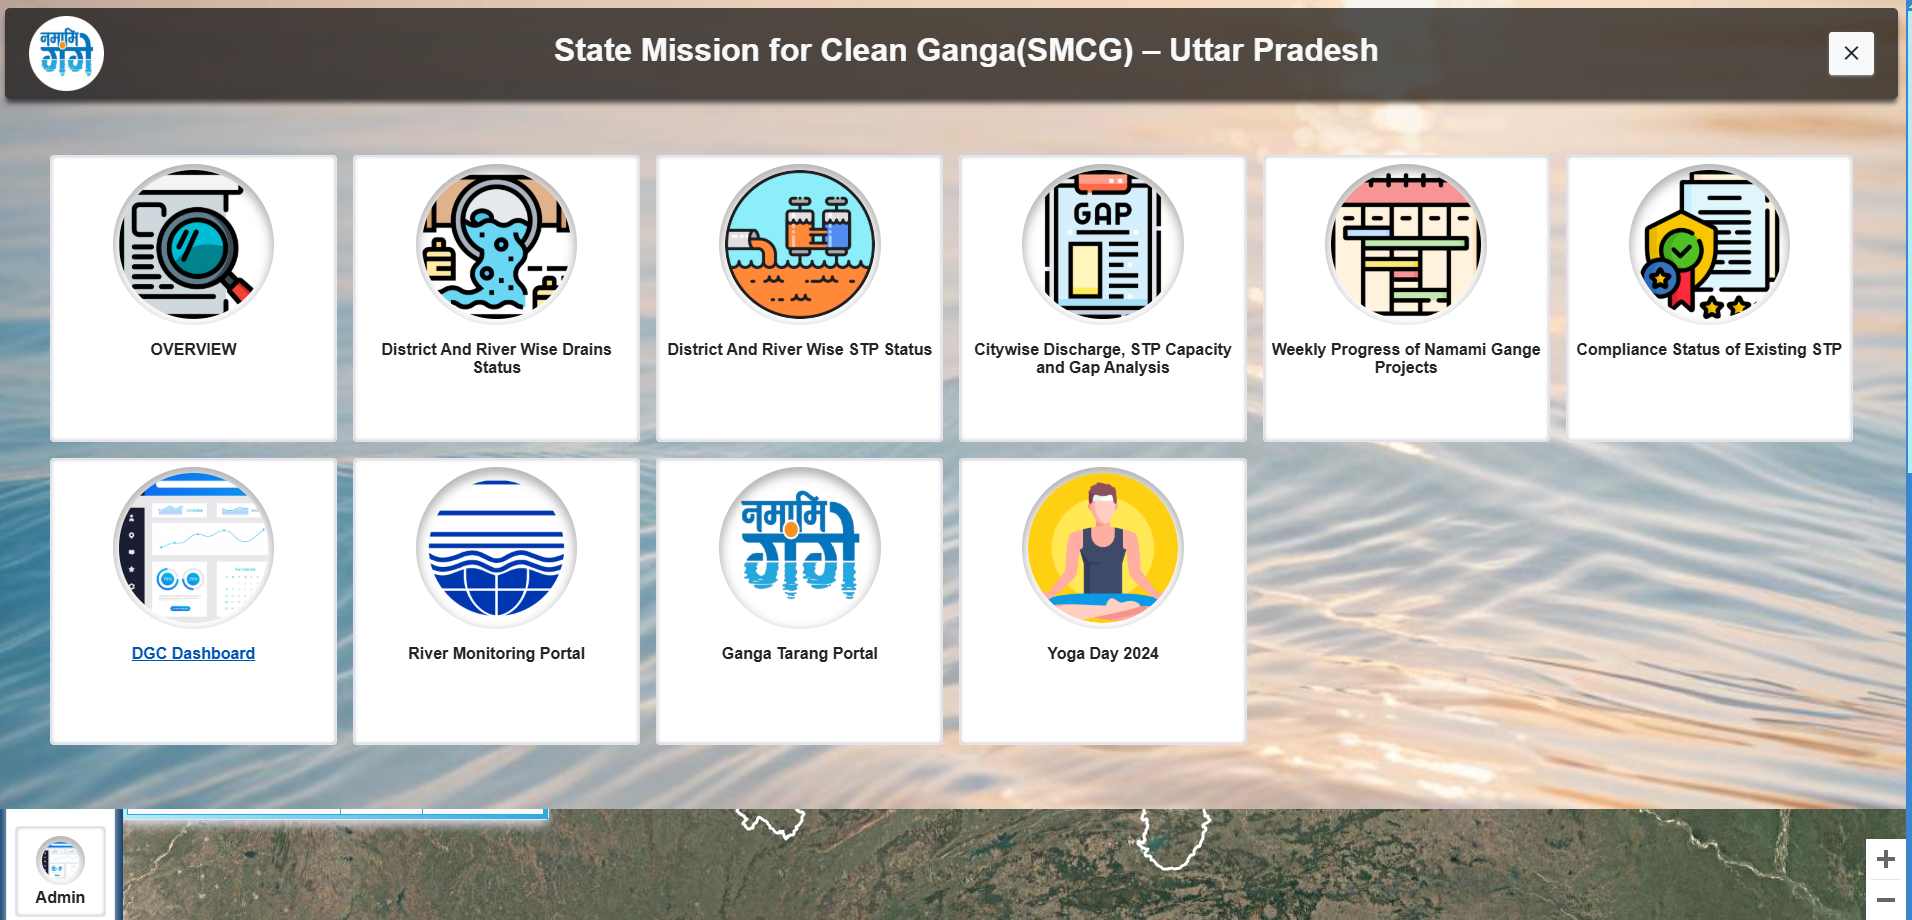 नमामि
गंगे
State Mission for Clean Ganga(SMCG) – Uttar Pradesh
GAP
OVERVIEW
District And River Wise Drains
Status
District And River Wise STP Status
Citywise Discharge, STP Capacity
and Gap Analysis
Weekly Progress of Namami Gange
Projects
Compliance Status of Existing STP
नमामि
गंगे
DGC Dashboard
River Monitoring Portal
Ganga Tarang Portal
Yoga Day 2024
Admin